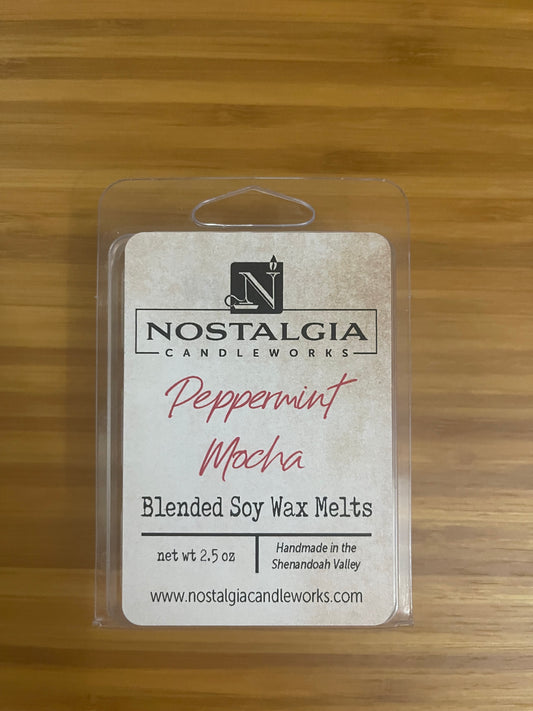 N
NOSTALGIA
CANDLEWORKS
Peppermint
Mocha
Blended Soy Wax Melts
net wt 2.5 oz
Handmade in the
Shenandoah Valley
www.nostalgiacandleworks.com